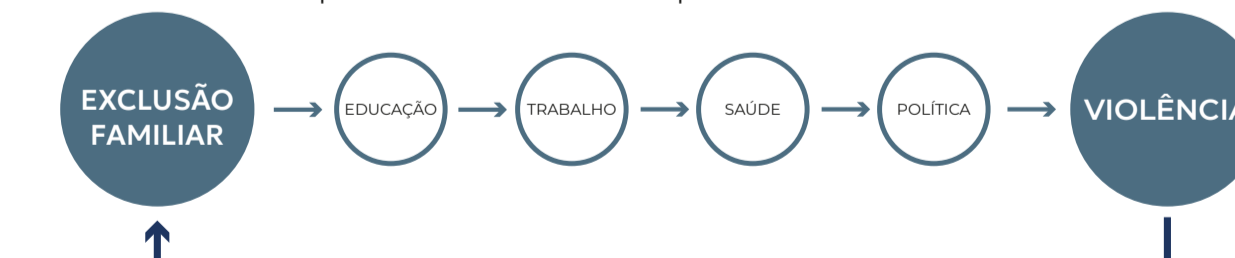 EXCLUSÃO
FAMILIAR
EDUCAÇÃO
TRABALHO
SAÚDE
POLÍTICA
VIOLÊNCIA